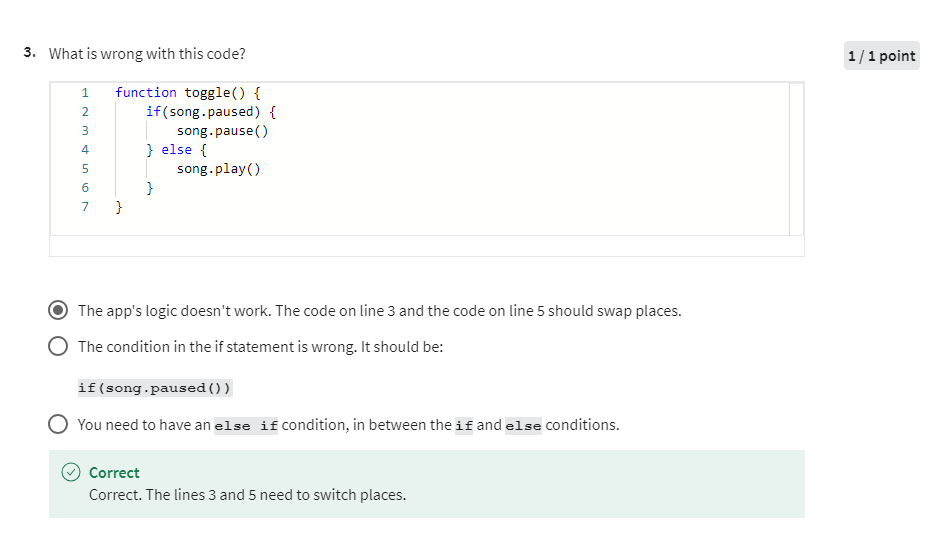 3. What is wrong with this code?
1 / 1 point
1 function toggle() {
2 if(song.paused) {
3 song.pause()
4 } else {
5 song.play()
6 }
7 }
The app's logic doesn't work. The code on line 3 and the code on line 5 should swap places.
The condition in the if statement is wrong. It should be:
if(song.paused())
You need to have an else if condition, in between the if and else conditions.
Correct
Correct. The lines 3 and 5 need to switch places.